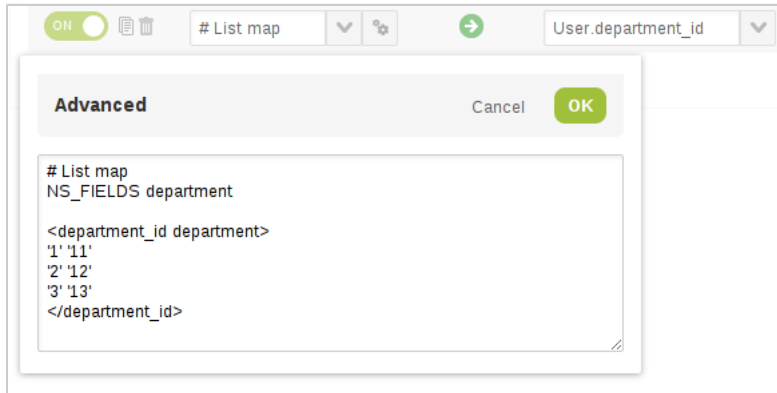 ON # List map User.department_id
Advanced Cancel OK
# List map
NS_FIELDS department
<department_id department>
'1' '11'
'2' '12'
'3' '13'
</department_id>